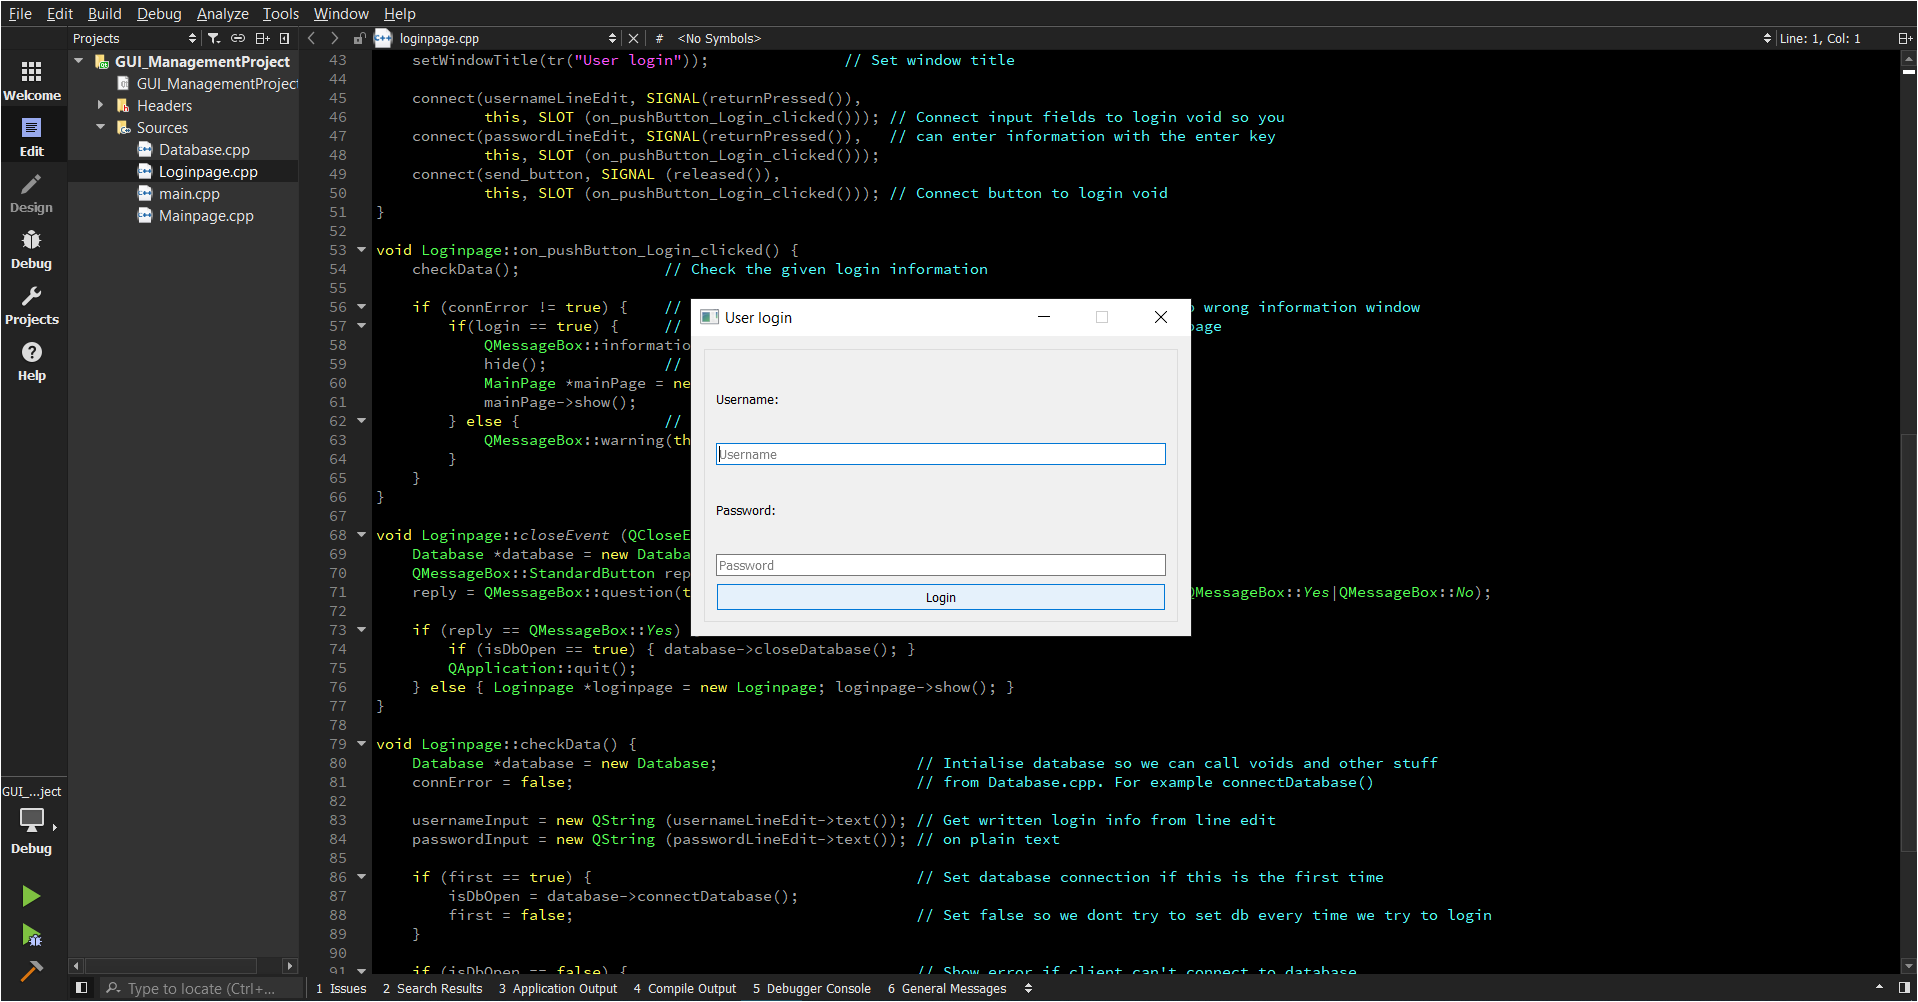 File Edit Build Debug Analyze Tools Window Help
Projects
loginpage.cpp
# <No Symbols>
Line: 1, Col: 1
Welcome
Edit
Design
Debug
Projects
Help
GUI_ManagementProject
GUI_ManagementProject
Headers
Sources
Database.cpp
Loginpage.cpp
main.cpp
Mainpage.cpp
43 setWindowTitle(tr("User login")); // Set window title
44
45 connect(usernameLineEdit, SIGNAL(returnPressed()),
46 this, SLOT (on_pushButton_Login_clicked())); // Connect input fields to login void so you
47 connect(passwordLineEdit, SIGNAL(returnPressed()), // can enter information with the enter key
48 this, SLOT (on_pushButton_Login_clicked()));
49 connect(send_button, SIGNAL (released()),
50 this, SLOT (on_pushButton_Login_clicked())); // Connect button to login void
51 }
52
53 void Loginpage::on_pushButton_Login_clicked() {
54 checkData(); // Check the given login information
55
56 if (connError != true) { // wrong information window
57 if(login == true) { // page
58 QMessageBox::informatio
59 hide(); //
60 MainPage *mainPage = ne
61 mainPage->show();
62 } else { //
63 QMessageBox::warning(th
64 }
65 }
66 }
67
68 void Loginpage::closeEvent (QCloseE
69 Database *database = new Databa
70 QMessageBox::StandardButton rep
71 reply = QMessageBox::question(t QMessageBox::Yes|QMessageBox::No);
72
73 if (reply == QMessageBox::Yes)
74 if (isDbOpen == true) { database->closeDatabase(); }
75 QApplication::quit();
76 } else { Loginpage *loginpage = new Loginpage; loginpage->show(); }
77 }
78
79 void Loginpage::checkData() {
80 Database *database = new Database; // Intialise database so we can call voids and other stuff
81 connError = false; // from Database.cpp. For example connectDatabase()
82
83 usernameInput = new QString (usernameLineEdit->text()); // Get written login info from line edit
84 passwordInput = new QString (passwordLineEdit->text()); // on plain text
85
86 if (first == true) { // Set database connection if this is the first time
87 isDbOpen = database->connectDatabase();
88 first = false; // Set false so we dont try to set db every time we try to login
89 }
90
91 if (isDbOpen == false) { // Show error if client can't connect to database
User login
Username:
Username
Password:
Password
Login
GUI_...ject
Debug
Type to locate (Ctrl+...
1 Issues 2 Search Results 3 Application Output 4 Compile Output 5 Debugger Console 6 General Messages